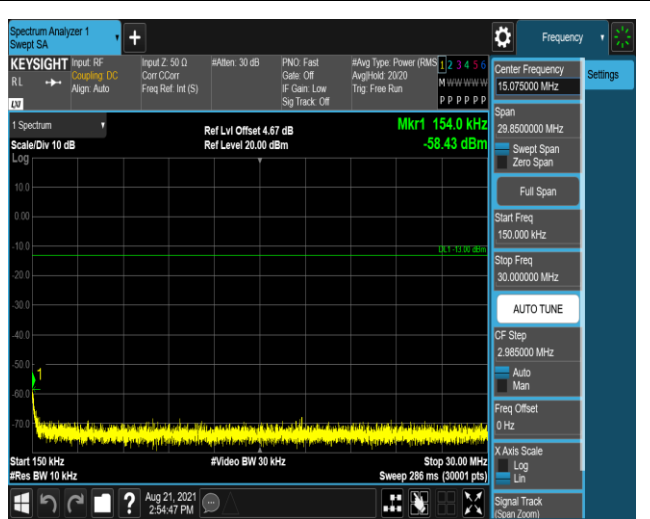 Spectrum Analyzer 1
Swept SA
Frequency
KEYSIGHT
RL
LXI
Input: RF
Coupling: DC
Align: Auto
Input Z: 50 Ω
Corr CCorr
Freq Ref: Int (S)
#Atten: 30 dB
PNO: Fast
Gate: Off
IF Gain: Low
Sig Track: Off
#Avg Type: Power (RMS
Avg|Hold: 20/20
Trig: Free Run
1 2 3 4 5 6
M W W W W W
P P P P P P
1 Spectrum
Scale/Div 10 dB
Log
Ref Lvl Offset 4.67 dB
Ref Level 20.00 dBm
Mkr1 154.0 kHz
-58.43 dBm
10.0
0.00
-10.0
DL1 -13.00 dBm
-20.0
-30.0
-40.0
-50.0
1
-60.0
-70.0
Start 150 kHz
#Res BW 10 kHz
#Video BW 30 kHz
Stop 30.00 MHz
Sweep 286 ms (30001 pts)
Aug 21, 2021
2:54:47 PM
?
Settings
Center Frequency
15.075000 MHz
Span
29.8500000 MHz
Swept Span
Zero Span
Full Span
Start Freq
150.000 kHz
Stop Freq
30.000000 MHz
AUTO TUNE
CF Step
2.985000 MHz
Auto
Man
Freq Offset
0 Hz
X Axis Scale
Log
Lin
Signal Track
(Span Zoom)